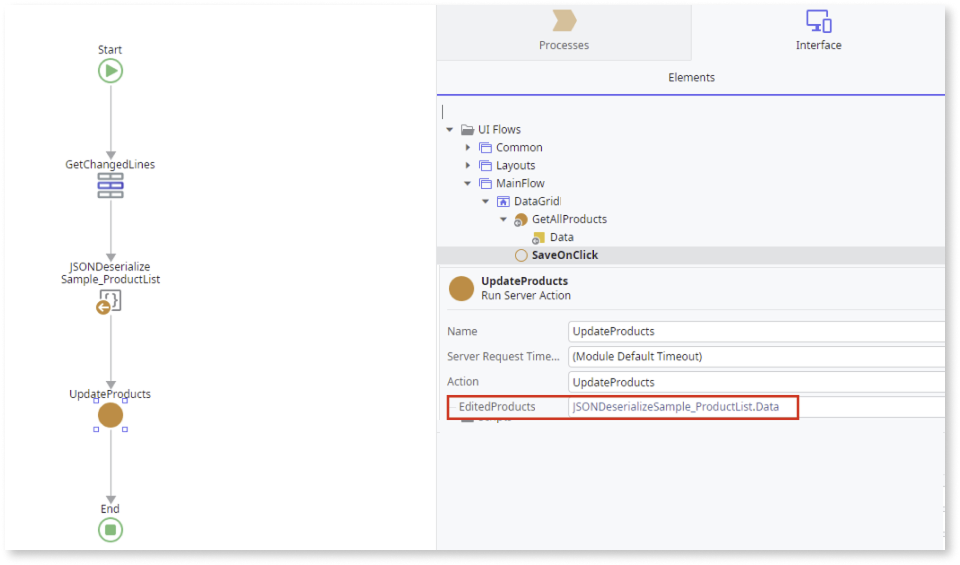 Start
GetChangedLines
JSONDeserialize
Sample_ProductList
UpdateProducts
End
Processes
Interface
Elements
UI Flows
Common
Layouts
MainFlow
DataGrid
GetAllProducts
Data
SaveOnClick
UpdateProducts
Run Server Action
Name
UpdateProducts
Server Request Time...
(Module Default Timeout)
Action
UpdateProducts
EditedProducts
JSONDeserializeSample_ProductList.Data